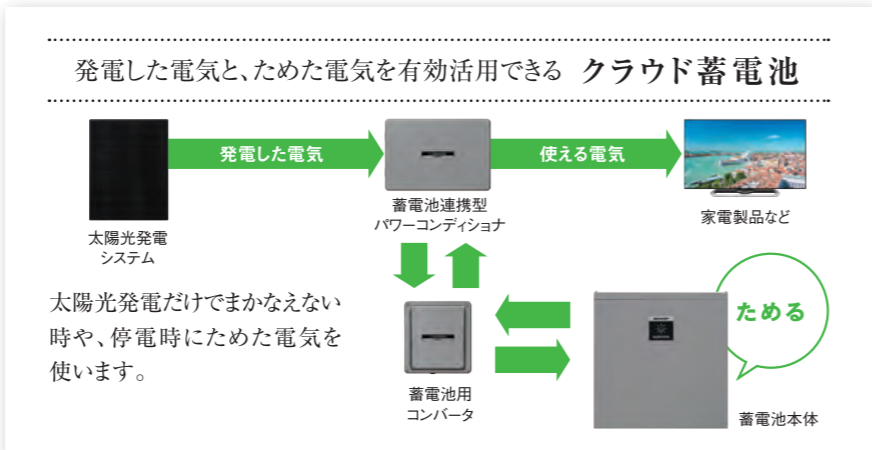 発電した電気と、ためた電気を有効活用できる クラウド蓄電池
発電した電気
使える電気
太陽光発電
システム
蓄電池連携型
パワーコンディショナ
家電製品など
太陽光発電だけでまかなえない
時や、停電時にためた電気を
使います。
蓄電池用
コンバータ
ためる
蓄電池本体